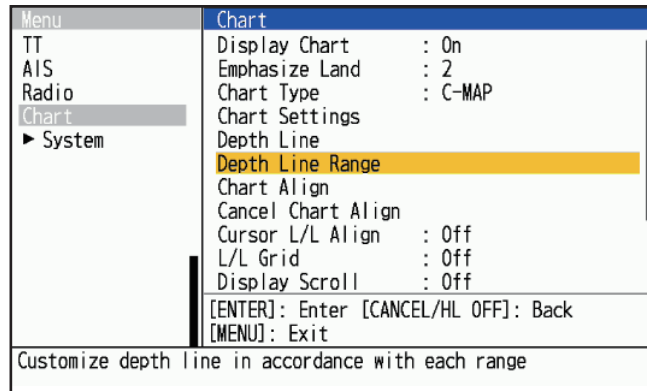 Menu
TT
AIS
Radio
Chart
► System
Chart
Display Chart : On
Emphasize Land : 2
Chart Type : C-MAP
Chart Settings
Depth Line
Depth Line Range
Chart Align
Cancel Chart Align
Cursor L/L Align : Off
L/L Grid : Off
Display Scroll : Off
[ENTER]: Enter [CANCEL/HL OFF]: Back
[MENU]: Exit
Customize depth line in accordance with each range